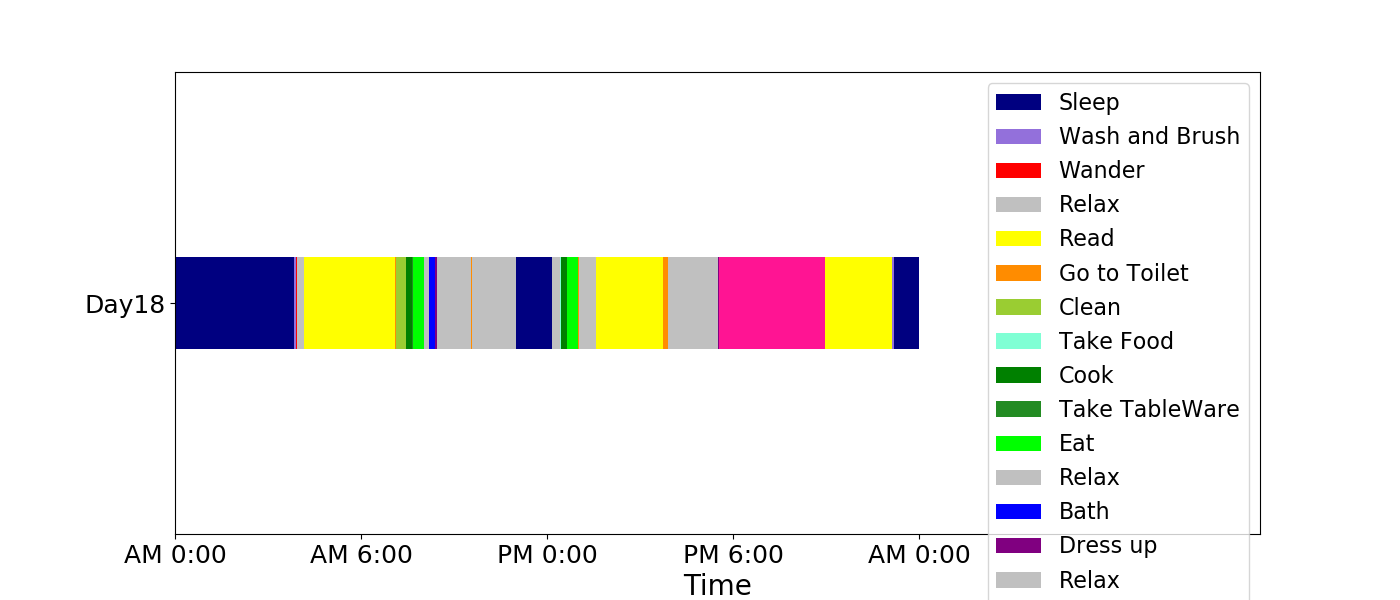 Sleep
Wash and Brush
Wander
Relax
Read
Go to Toilet
Clean
Take Food
Cook
Take TableWare
Eat
Relax
Bath
Dress up
Relax
Day18
AM 0:00 AM 6:00 PM 0:00 PM 6:00 AM 0:00
Time